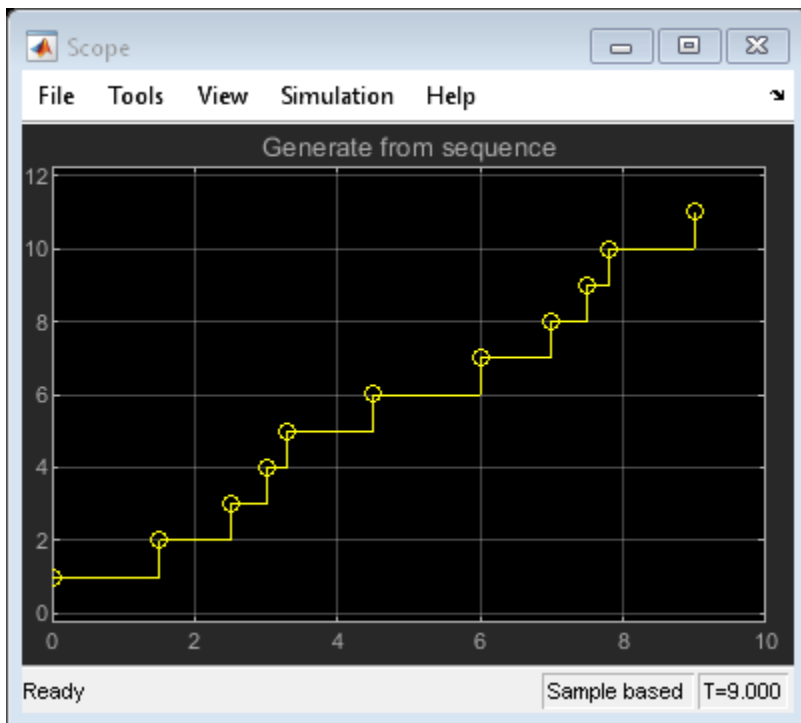 Scope
File Tools View Simulation Help
Generate from sequence
12
10
8
6
4
2
0
0 2 4 6 8 10
Ready Sample based T=9.000